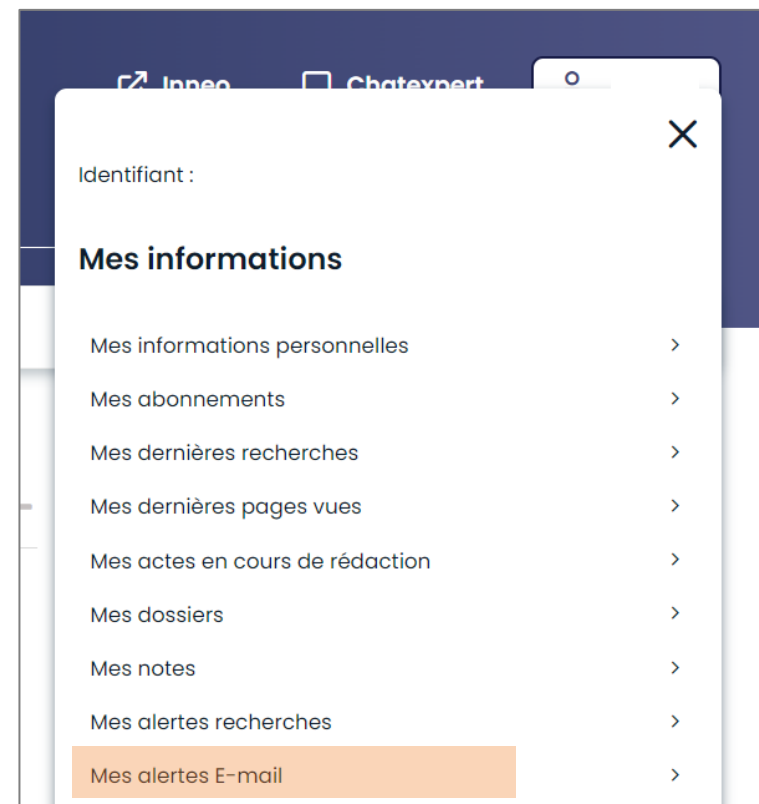 Inneo Chatexpert
Identifiant :
Mes informations
Mes informations personnelles
Mes abonnements
Mes dernières recherches
Mes dernières pages vues
Mes actes en cours de rédaction
Mes dossiers
Mes notes
Mes alertes recherches
Mes alertes E-mail